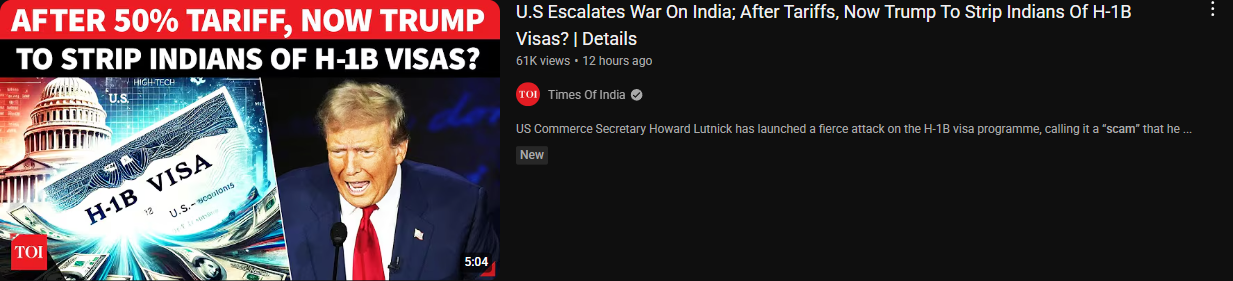 AFTER 50% TARIFF, NOW TRUMP
TO STRIP INDIANS OF H-1B VISAS?
HIGH-TECH
U.S.
H-1B VISA
U.S.-
TOI
5:04
U.S Escalates War On India; After Tariffs, Now Trump To Strip Indians Of H-1B
Visas? | Details
61K views • 12 hours ago
TOI Times Of India
US Commerce Secretary Howard Lutnick has launched a fierce attack on the H-1B visa programme, calling it a “scam” that he ...
New